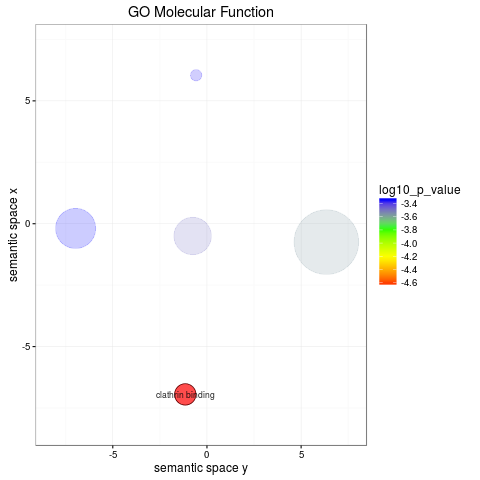 GO Molecular Function
semantic space x
5
0
-5
clathrin binding
-5
0
5
semantic space y
log10_p_value
-3.4
-3.6
-3.8
-4.0
-4.2
-4.4
-4.6